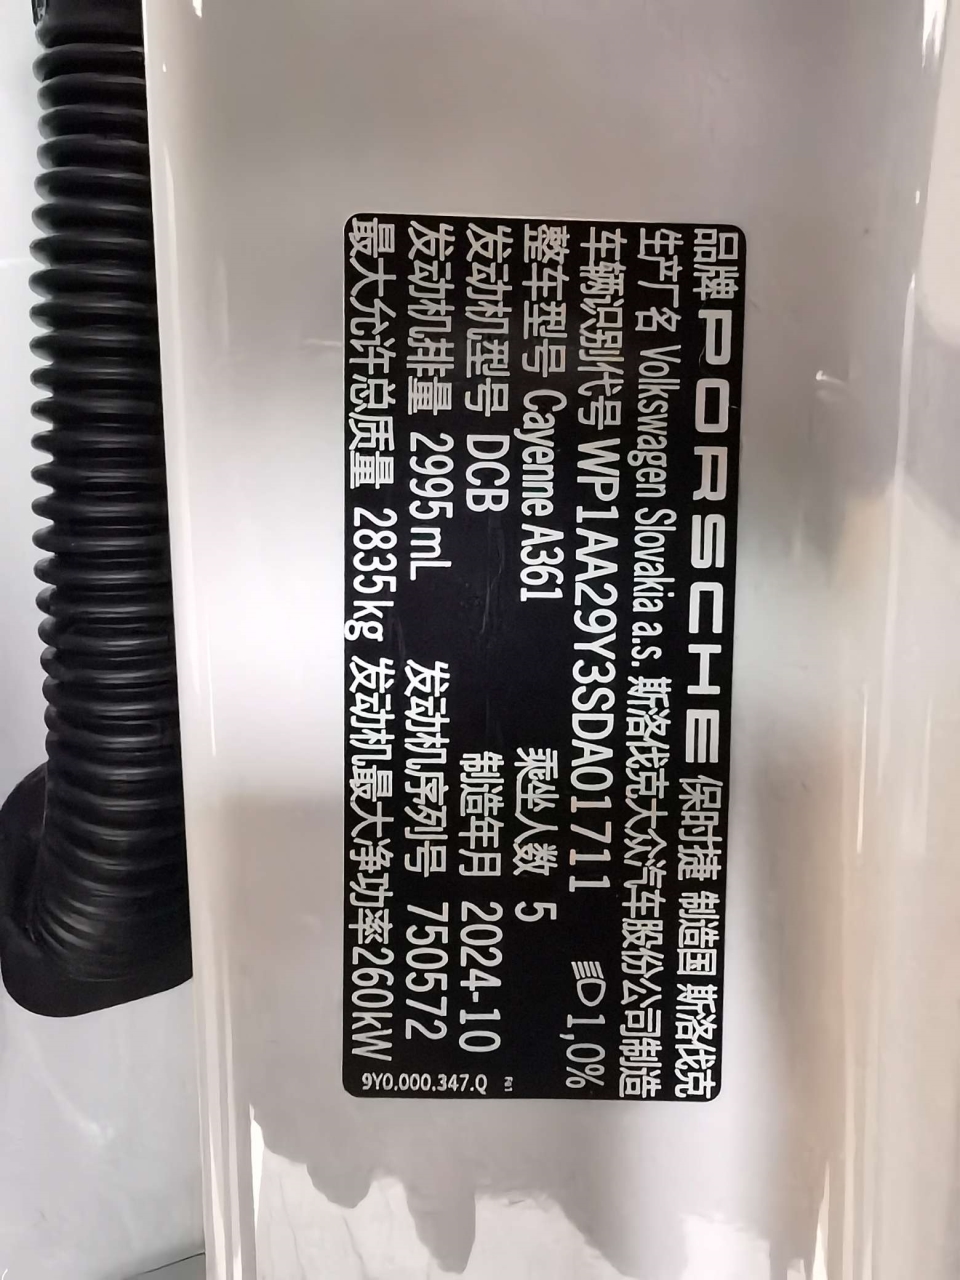 品牌 PORSCHE 保时捷 制造国 斯洛伐克
生产厂名 Volkswagen Slovakia a.s. 斯洛伐克大众汽车股份公司制造
车辆识别代号 WP1AA29Y3SDA01711 1,0%
整车型号 Cayenne A361 乘坐人数 5
发动机型号 DCB 制造年月 2024-10
发动机排量 2995mL 发动机序列号 750572
最大允许总质量 2835kg 发动机最大净功率260kW
9Y0.000.347.Q